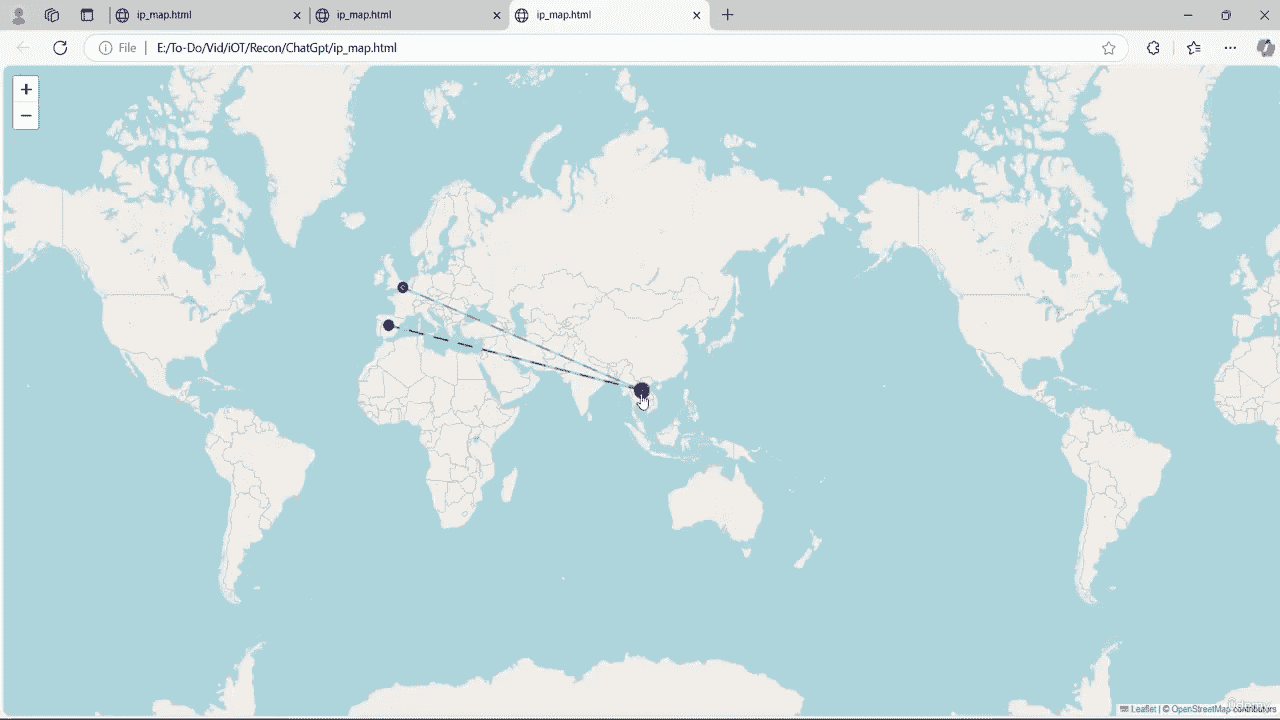 ip_map.html
ip_map.html
ip_map.html
File
E:/To-Do/Vid/iOT/Recon/ChatGpt/ip_map.html
+
−
Leaflet | © OpenStreetMap contributors